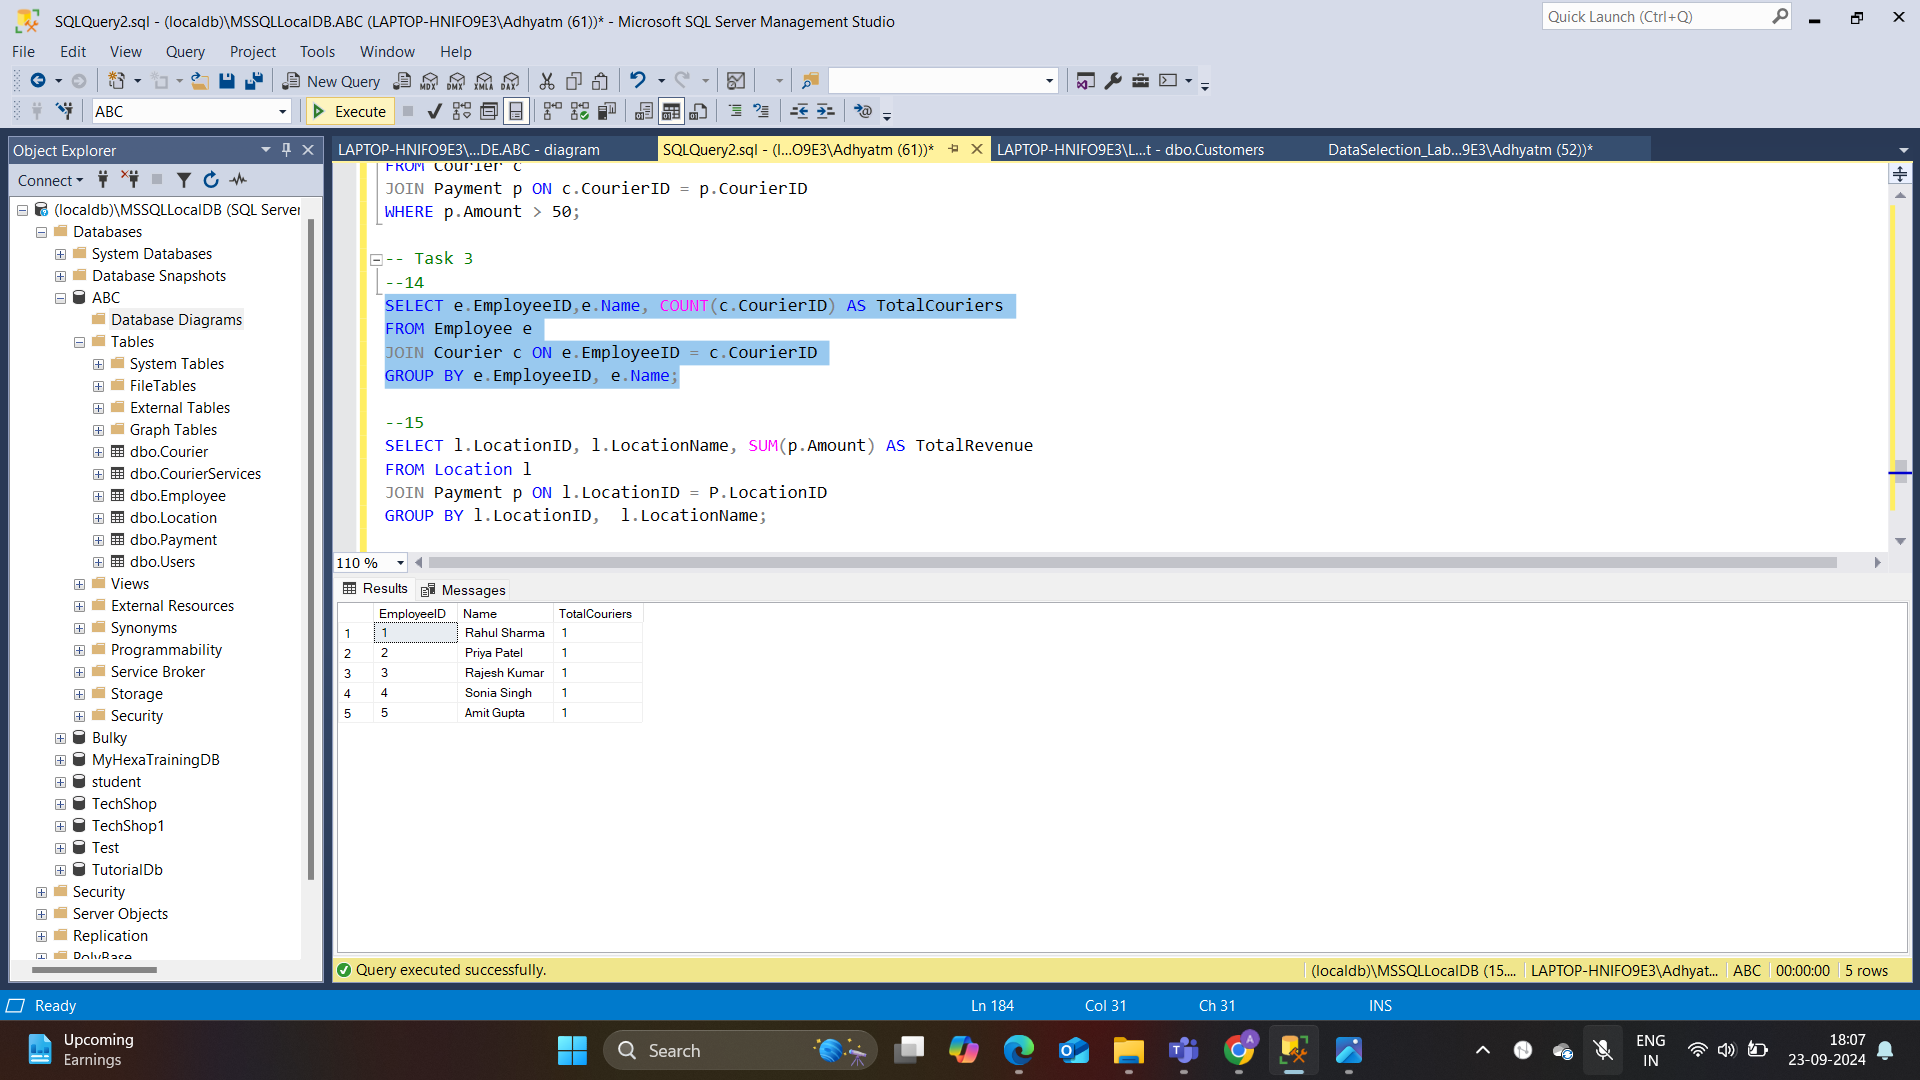 SQLQuery2.sql - (localdb)\MSSQLLocalDB.ABC (LAPTOP-HNIFO9E3\Adhyatm (61))* - Microsoft SQL Server Management Studio
Quick Launch (Ctrl+Q)
File Edit View Query Project Tools Window Help
New Query MDX DMX XMLA DAX
ABC Execute
Object Explorer
LAPTOP-HNIFO9E3\...DE.ABC - diagram
SQLQuery2.sql - (l...O9E3\Adhyatm (61))*
LAPTOP-HNIFO9E3\L...t - dbo.Customers
DataSelection_Lab...9E3\Adhyatm (52))*
Connect
(localdb)\MSSQLLocalDB (SQL Server
Databases
System Databases
Database Snapshots
ABC
Database Diagrams
Tables
System Tables
FileTables
External Tables
Graph Tables
dbo.Courier
dbo.CourierServices
dbo.Employee
dbo.Location
dbo.Payment
dbo.Users
Views
External Resources
Synonyms
Programmability
Service Broker
Storage
Security
Bulky
MyHexaTrainingDB
student
TechShop
TechShop1
Test
TutorialDb
Security
Server Objects
Replication
PolyBase
FROM Courier c
JOIN Payment p ON c.CourierID = p.CourierID
WHERE p.Amount > 50;
-- Task 3
--14
SELECT e.EmployeeID,e.Name, COUNT(c.CourierID) AS TotalCouriers
FROM Employee e
JOIN Courier c ON e.EmployeeID = c.CourierID
GROUP BY e.EmployeeID, e.Name;
--15
SELECT l.LocationID, l.LocationName, SUM(p.Amount) AS TotalRevenue
FROM Location l
JOIN Payment p ON l.LocationID = P.LocationID
GROUP BY l.LocationID,  l.LocationName;
110 %
Results Messages
EmployeeID Name TotalCouriers
1 1 Rahul Sharma 1
2 2 Priya Patel 1
3 3 Rajesh Kumar 1
4 4 Sonia Singh 1
5 5 Amit Gupta 1
Query executed successfully.
(localdb)\MSSQLLocalDB (15.... LAPTOP-HNIFO9E3\Adhyat... ABC 00:00:00 5 rows
Ready Ln 184 Col 31 Ch 31 INS
Upcoming
Earnings
Search
ENG
IN
18:07
23-09-2024